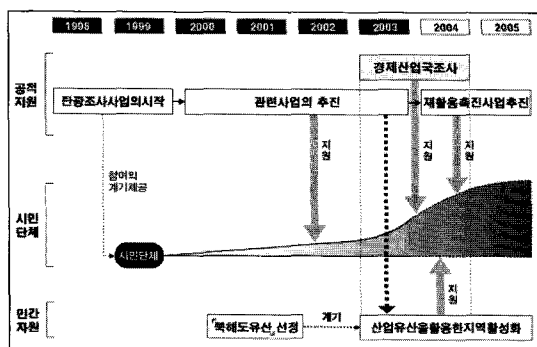 1998 1999 2000 2001 2002 2003 2004 2005
경제산업국조사
공적
지원
탄광조사사업의시작
관련사업의 추진
재활용촉진사업추진
지원
지원
지원
참여의
계기제공
시민
단체
시민단체
지원
민간
지원
「북해도유산」선정
계기
산업유산을활용한지역활성화